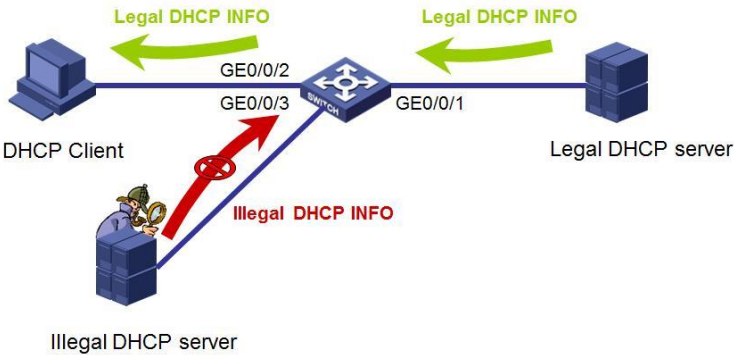 Legal DHCP INFO
Legal DHCP INFO
GE0/0/2
GE0/0/3
SWITCH
GE0/0/1
DHCP Client
Legal DHCP server
Illegal DHCP INFO
Illegal DHCP server